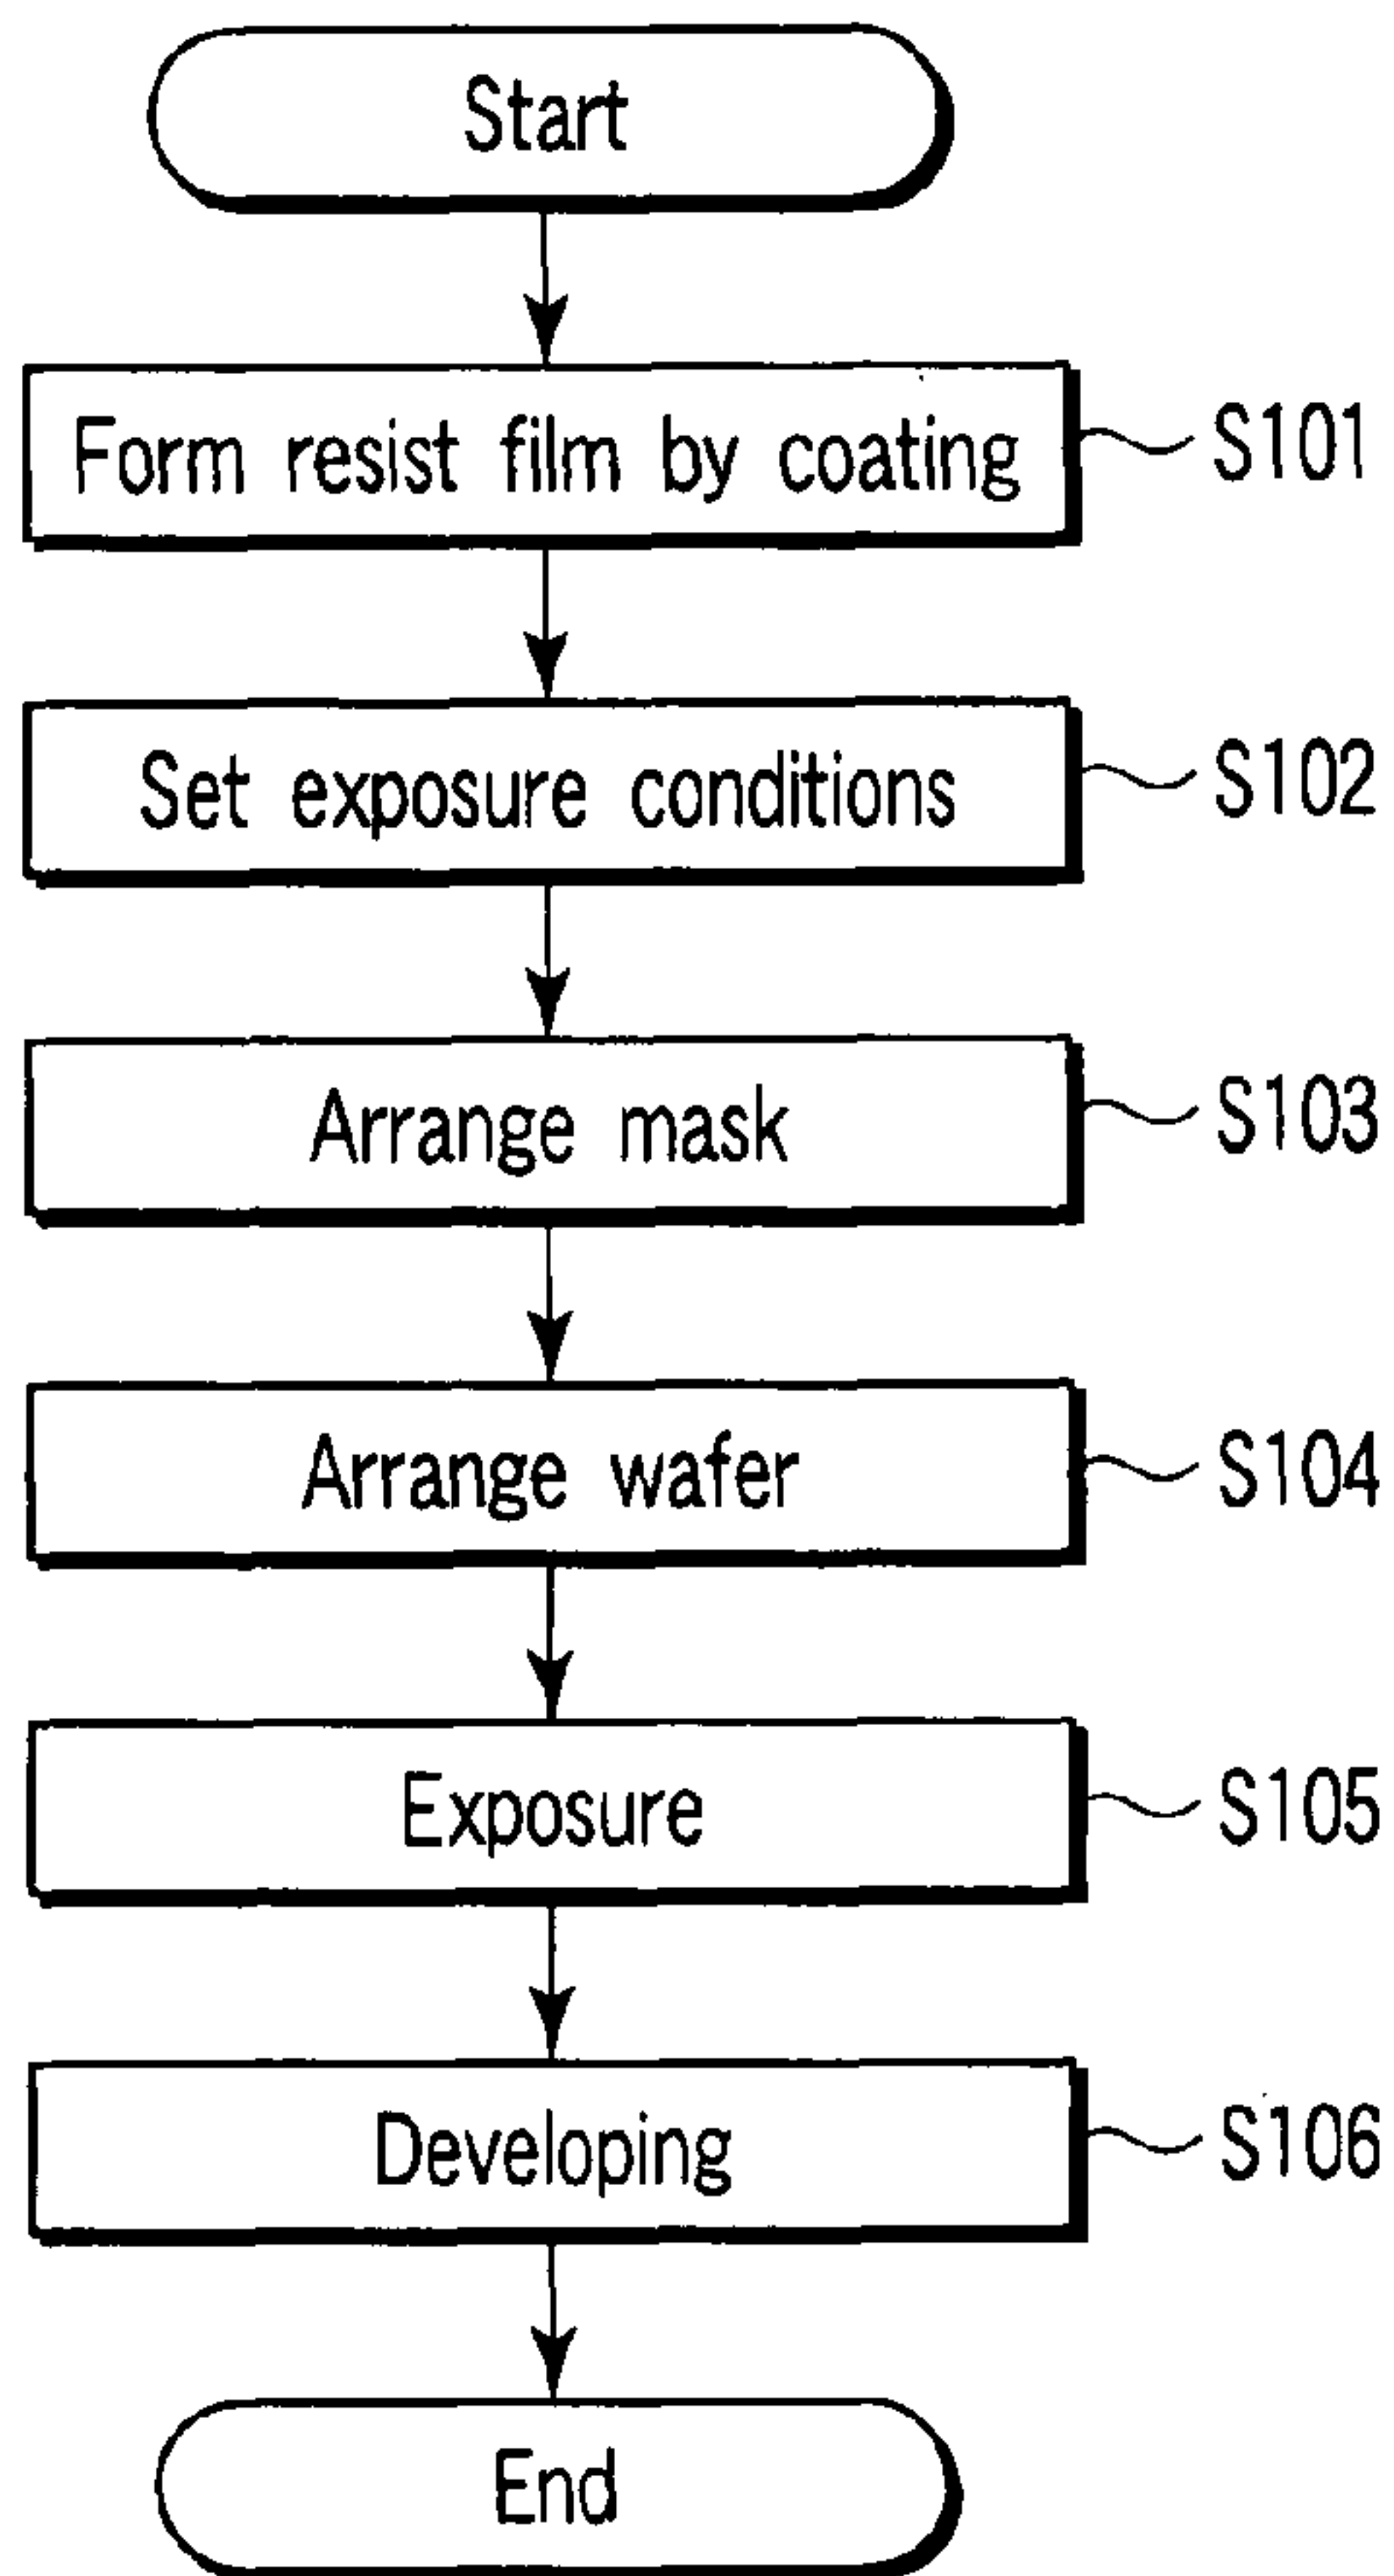 Start
Form resist film by coating S101
Set exposure conditions S102
Arrange mask S103
Arrange wafer S104
Exposure S105
Developing S106
End